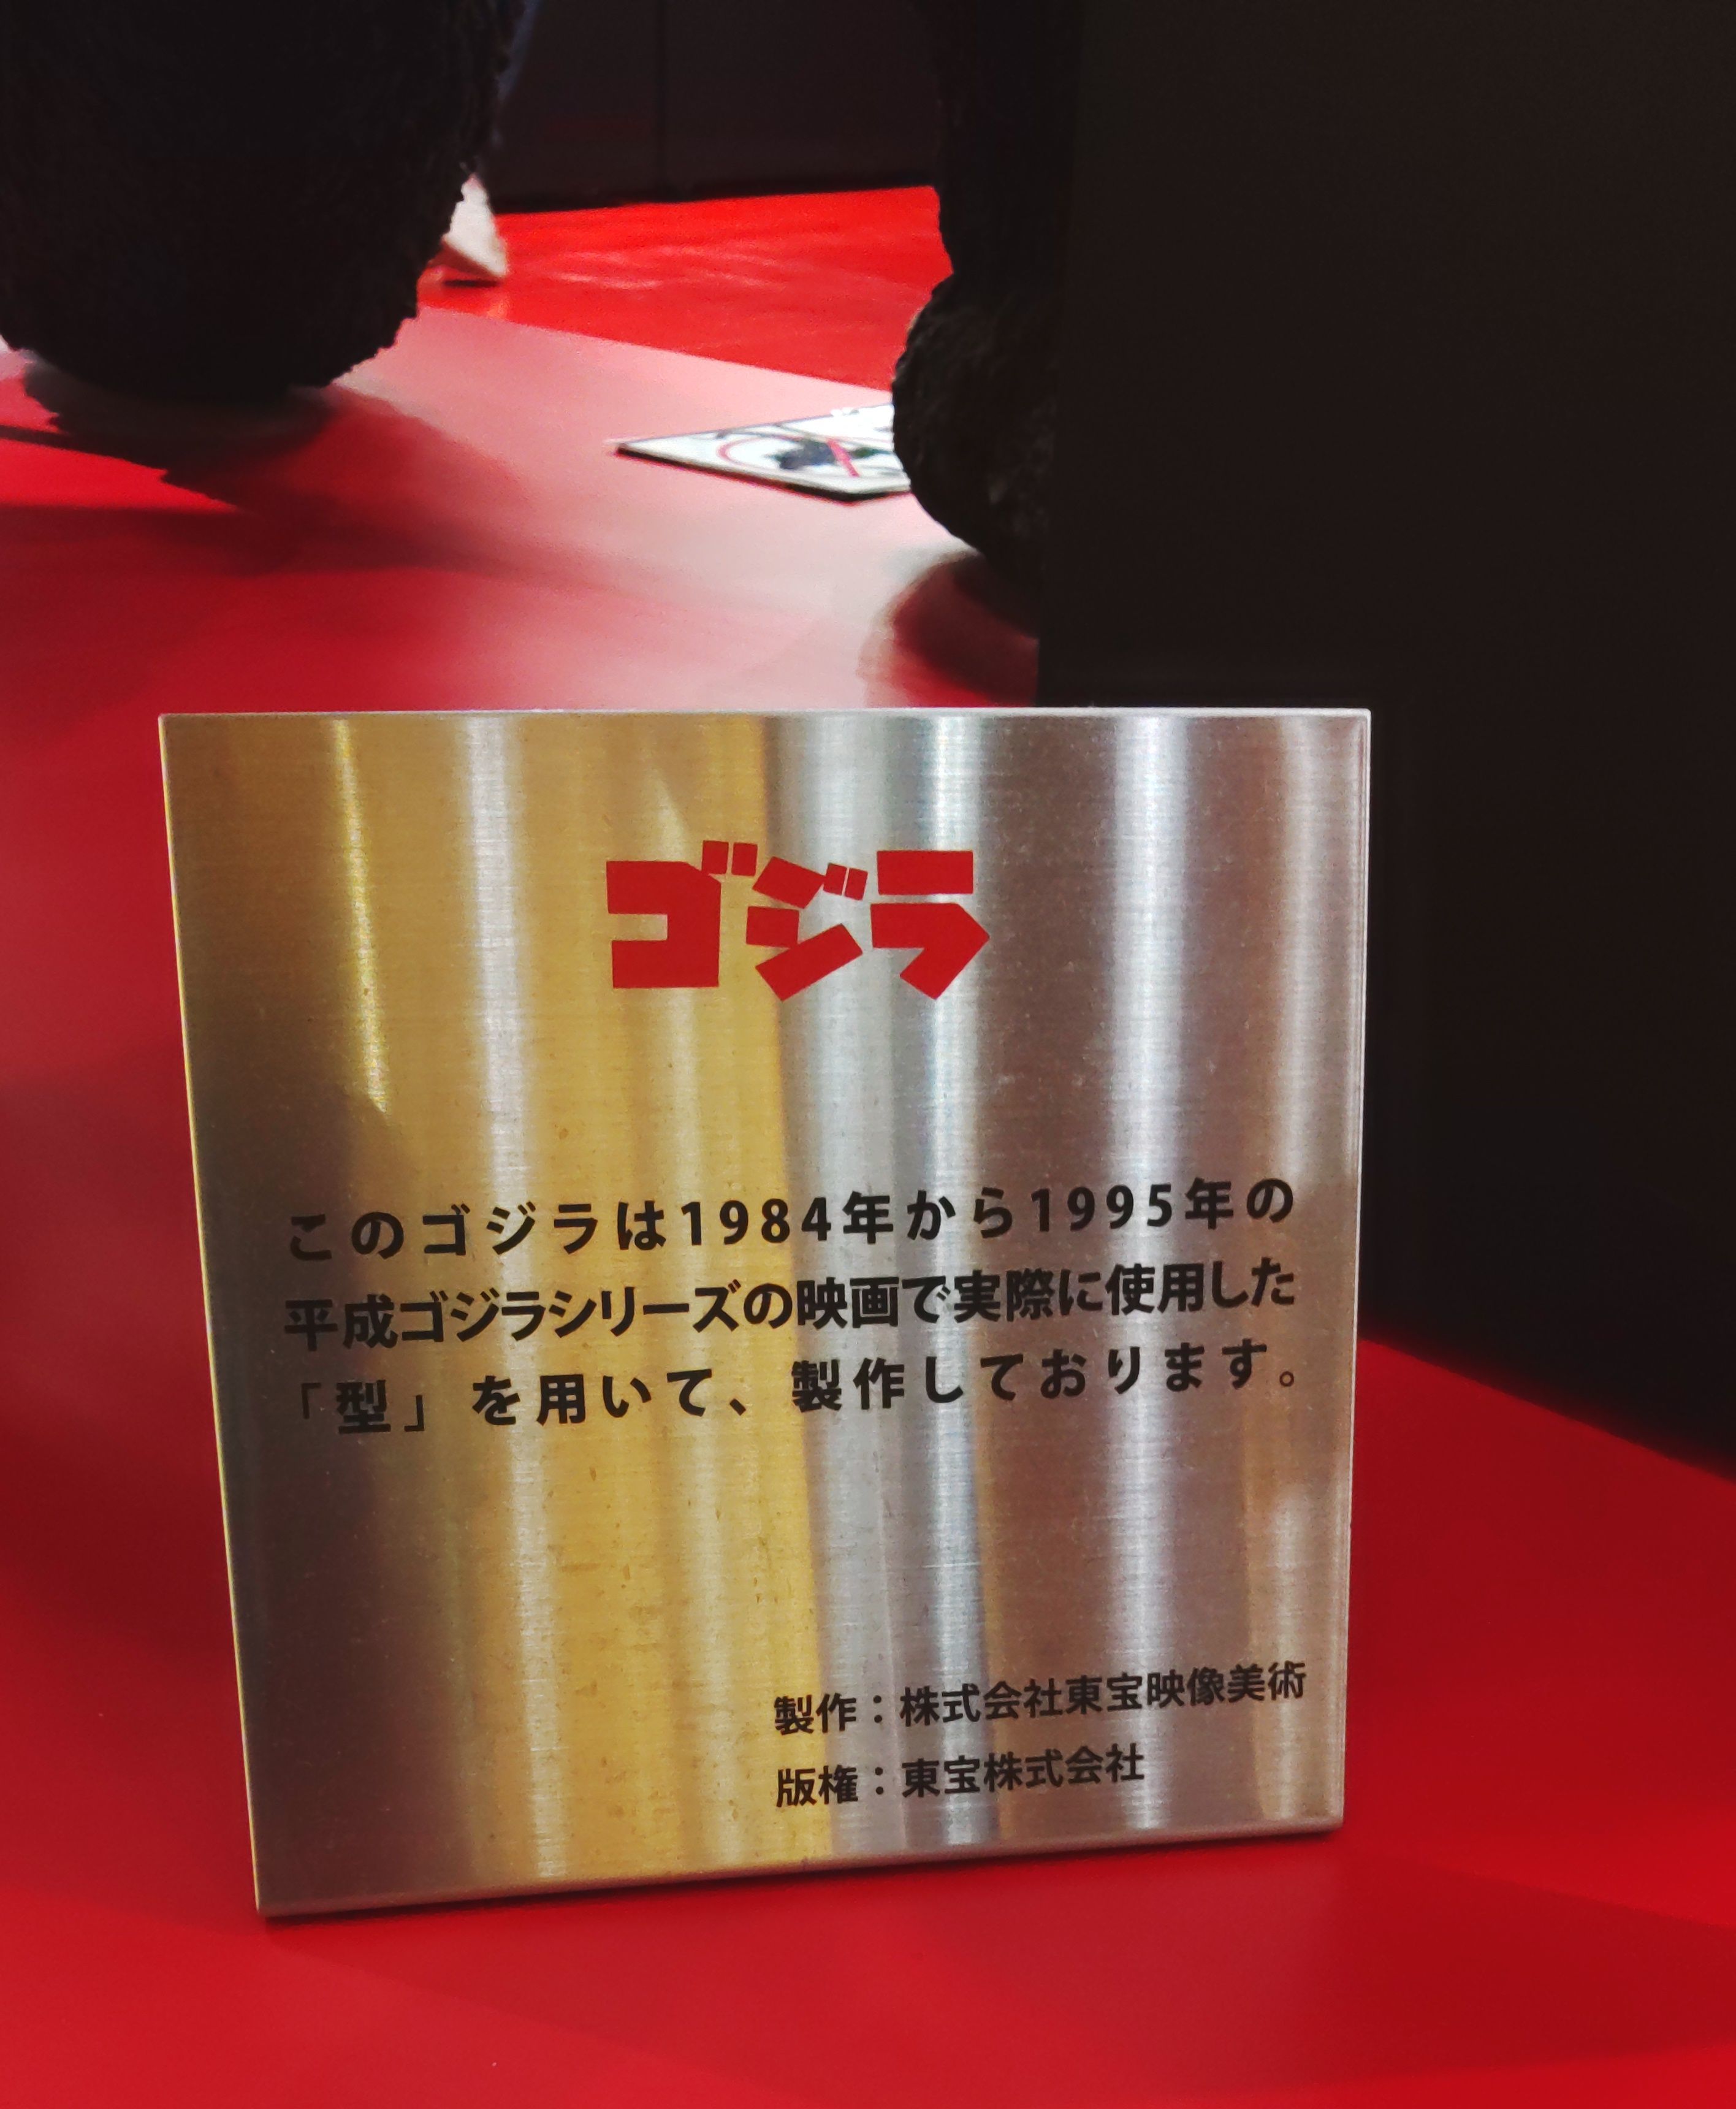 ゴジラ
このゴジラは1984年から1995年の
平成ゴジラシリーズの映画で実際に使用した
「型」を用いて、製作しております。
製作：株式会社東宝映像美術
版権：東宝株式会社